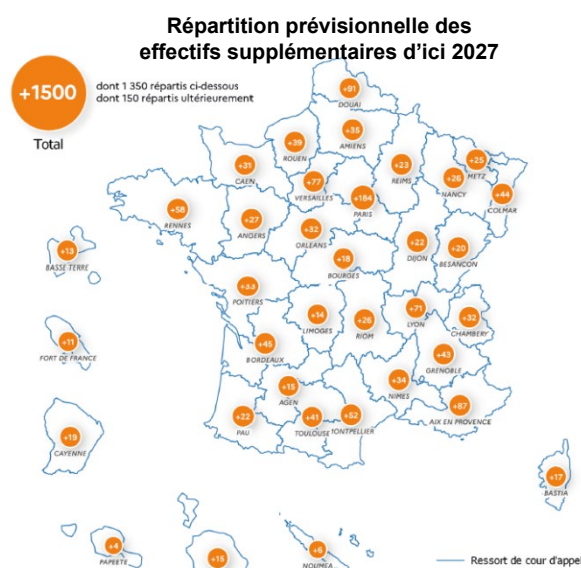 Répartition prévisionnelle des
effectifs supplémentaires d'ici 2027
+1500
dont 1 350 répartis ci-dessous
dont 150 répartis ultérieurement
Total
+91
DOUAI
+35
AMIENS
+39
ROUEN
+31
CAEN
+23
REIMS
+25
METZ
+26
NANCY
+77
VERSAILLES
+184
PARIS
+44
COLMAR
+58
RENNES
+27
ANGERS
+32
ORLEANS
+22
DIJON
+20
BESANCON
+13
BASSE TERRE
+18
BOURGES
+33
POITIERS
+14
LIMOGES
+26
RIOM
+71
LYON
+32
CHAMBERY
+11
FORT DE FRANCE
+45
BORDEAUX
+43
GRENOBLE
+15
AGEN
+34
NIMES
+87
AIX EN PROVENCE
+22
PAU
+41
TOULOUSE
+52
MONTPELLIER
+19
CAYENNE
+17
BASTIA
+4
PAPEETE
+15
+6
NOUMEA
Ressort de cour d'appel